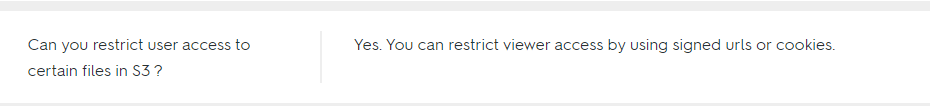 Can you restrict user access to
certain files in S3 ?
Yes. You can restrict viewer access by using signed urls or cookies.